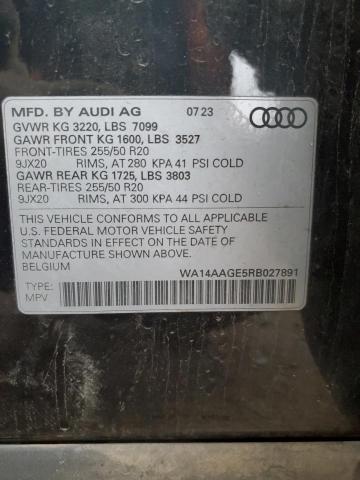 MFD. BY AUDI AG 07 23
GVWR KG 3220, LBS 7099
GAWR FRONT KG 1600, LBS 3527
FRONT-TIRES 255/50 R20
9JX20 RIMS, AT 280 KPA 41 PSI COLD
GAWR REAR KG 1725, LBS 3803
REAR-TIRES 255/50 R20
9JX20 RIMS, AT 300 KPA 44 PSI COLD
THIS VEHICLE CONFORMS TO ALL APPLICABLE
U.S. FEDERAL MOTOR VEHICLE SAFETY
STANDARDS IN EFFECT ON THE DATE OF
MANUFACTURE SHOWN ABOVE.
BELGIUM
WA14AAGE5RB027891
TYPE:
MPV